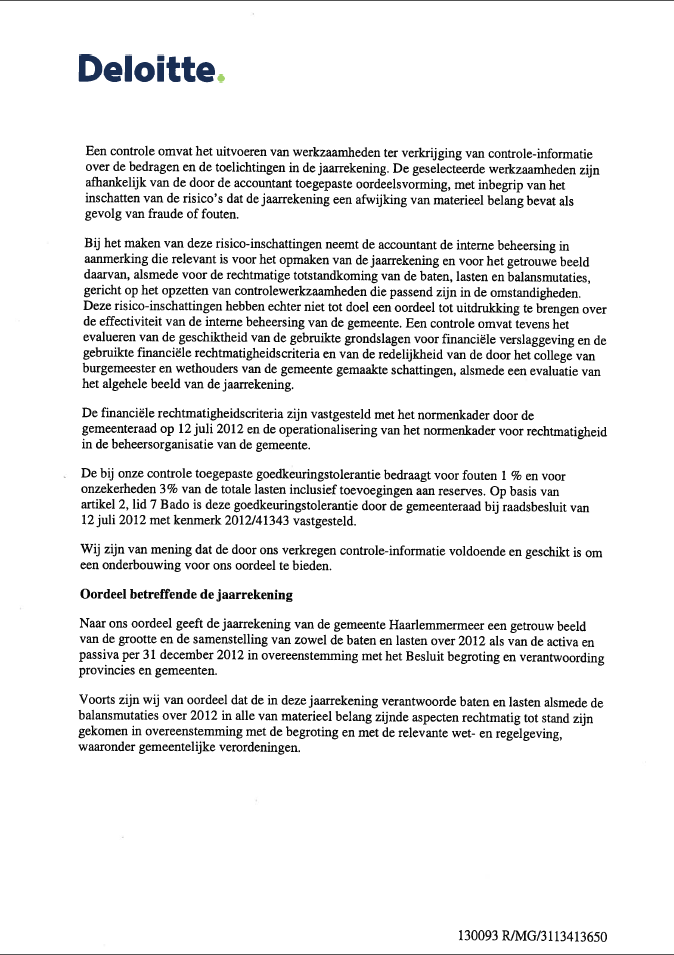 Deloitte.
Een controle omvat het uitvoeren van werkzaamheden ter verkrijging van controle-informatie
over de bedragen en de toelichtingen in de jaarrekening. De geselecteerde werkzaamheden zijn
afhankelijk van de door de accountant toegepaste oordeelsvorming, met inbegrip van het
inschatten van de risico's dat de jaarrekening een afwijking van materieel belang bevat als
gevolg van fraude of fouten.
Bij het maken van deze risico-inschattingen neemt de accountant de interne beheersing in
aanmerking die relevant is voor het opmaken van de jaarrekening en voor het getrouwe beeld
daarvan, alsmede voor de rechtmatige totstandkoming van de baten, lasten en balansmutaties,
gericht op het opzetten van controlewerkzaamheden die passend zijn in de omstandigheden.
Deze risico-inschattingen hebben echter niet tot doel een oordeel tot uitdrukking te brengen over
de effectiviteit van de interne beheersing van de gemeente. Een controle omvat tevens het
evalueren van de geschiktheid van de gebruikte grondslagen voor financiële verslaggeving en de
gebruikte financiële rechtmatigheidscriteria en van de redelijkheid van de door het college van
burgemeester en wethouders van de gemeente gemaakte schattingen, alsmede een evaluatie van
het algehele beeld van de jaarrekening.
De financiële rechtmatigheidscriteria zijn vastgesteld met het normenkader door de
gemeenteraad op 12 juli 2012 en de operationalisering van het normenkader voor rechtmatigheid
in de beheersorganisatie van de gemeente.
De bij onze controle toegepaste goedkeuringstolerantie bedraagt voor fouten 1 % en voor
onzekerheden 3% van de totale lasten inclusief toevoegingen aan reserves. Op basis van
artikel 2, lid 7 Bado is deze goedkeuringstolerantie door de gemeenteraad bij raadsbesluit van
12 juli 2012 met kenmerk 2012/41343 vastgesteld.
Wij zijn van mening dat de door ons verkregen controle-informatie voldoende en geschikt is om
een onderbouwing voor ons oordeel te bieden.
Oordeel betreffende de jaarrekening
Naar ons oordeel geeft de jaarrekening van de gemeente Haarlemmermeer een getrouw beeld
van de grootte en de samenstelling van zowel de baten en lasten over 2012 als van de activa en
passiva per 31 december 2012 in overeenstemming met het Besluit begroting en verantwoording
provincies en gemeenten.
Voorts zijn wij van oordeel dat de in deze jaarrekening verantwoorde baten en lasten alsmede de
balansmutaties over 2012 in alle van materieel belang zijnde aspecten rechtmatig tot stand zijn
gekomen in overeenstemming met de begroting en met de relevante wet- en regelgeving,
waaronder gemeentelijke verordeningen.
130093 R/MG/3113413650